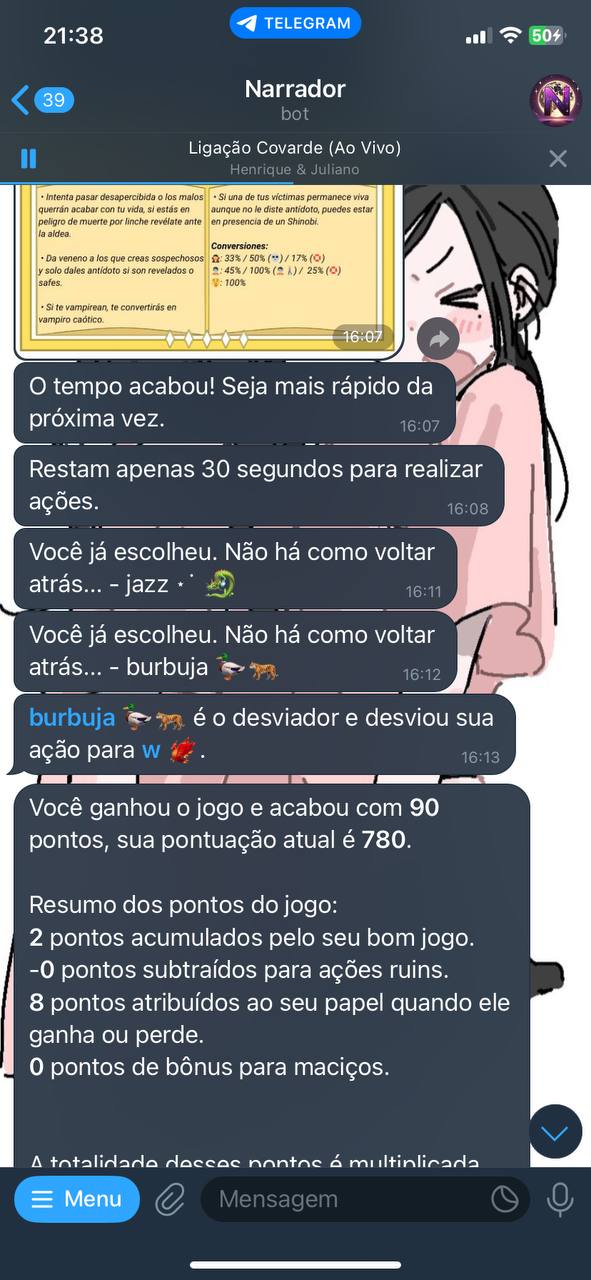 21:38
TELEGRAM
50
39
Narrador
bot
Ligação Covarde (Ao Vivo)
Henrique & Juliano
• Intenta pasar desapercibida o los malos
querrán acabar con tu vida, si estás en
peligro de muerte por linche revélate ante
la aldea.
• Da veneno a los que creas sospechosos
y solo dales antídoto si son revelados o
safes.
• Si te vampirean, te convertirás en
vampiro caótico.
• Si una de tus víctimas permanece viva
aunque no le diste antídoto, puedes estar
en presencia de un Shinobi.
Conversiones:
: 33% / 50% (💀) / 17% (💢)
: 45% / 100% () / 25% (💢)
: 100%
16:07
O tempo acabou! Seja mais rápido da
próxima vez.
16:07
Restam apenas 30 segundos para realizar
ações.
16:08
Você já escolheu. Não há como voltar
atrás... - jazz ⋆˙🐉
16:11
Você já escolheu. Não há como voltar
atrás... - burbuja 🦆🐆
16:12
burbuja 🦆🐆 é o desviador e desviou sua
ação para w 🐦‍🔥.
16:13
Você ganhou o jogo e acabou com 90
pontos, sua pontuação atual é 780.
Resumo dos pontos do jogo:
2 pontos acumulados pelo seu bom jogo.
-0 pontos subtraídos para ações ruins.
8 pontos atribuídos ao seu papel quando ele
ganha ou perde.
0 pontos de bônus para maciços.
A totalidade desses pontos é multiplicada
Menu
Mensagem